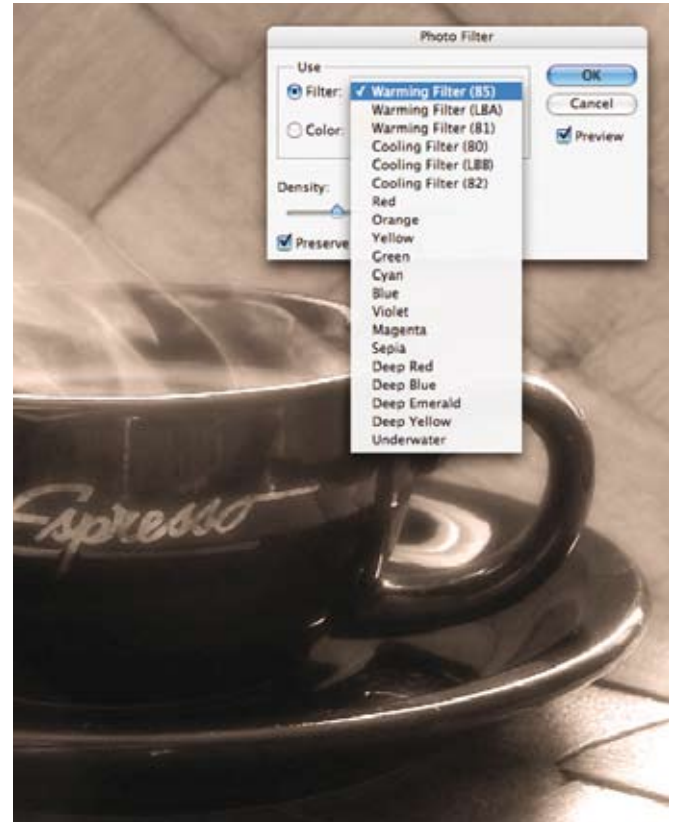 Photo Filter
Use
Filter:
Color:
Density:
Preserve
✓ Warming Filter (85)
Warming Filter (LBA)
Warming Filter (81)
Cooling Filter (80)
Cooling Filter (LBB)
Cooling Filter (82)
Red
Orange
Yellow
Green
Cyan
Blue
Violet
Magenta
Sepia
Deep Red
Deep Blue
Deep Emerald
Deep Yellow
Underwater
OK
Cancel
Preview
Espresso